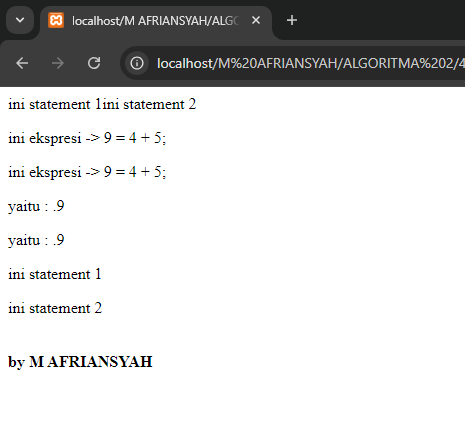 localhost/M AFRIANSYAH/ALGO
localhost/M%20AFRIANSYAH/ALGORITMA%202/4
ini statement 1ini statement 2
ini ekspresi -> 9 = 4 + 5;
ini ekspresi -> 9 = 4 + 5;
yaitu : .9
yaitu : .9
ini statement 1
ini statement 2
by M AFRIANSYAH